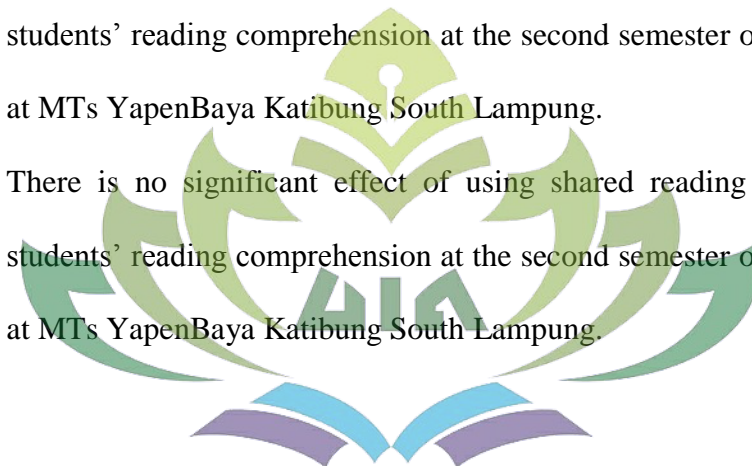 students’ reading comprehension at the second semester o
at MTs YapenBaya Katibung South Lampung.
There is no significant effect of using shared reading
students’ reading comprehension at the second semester o
at MTs YapenBaya Katibung South Lampung.
UIN